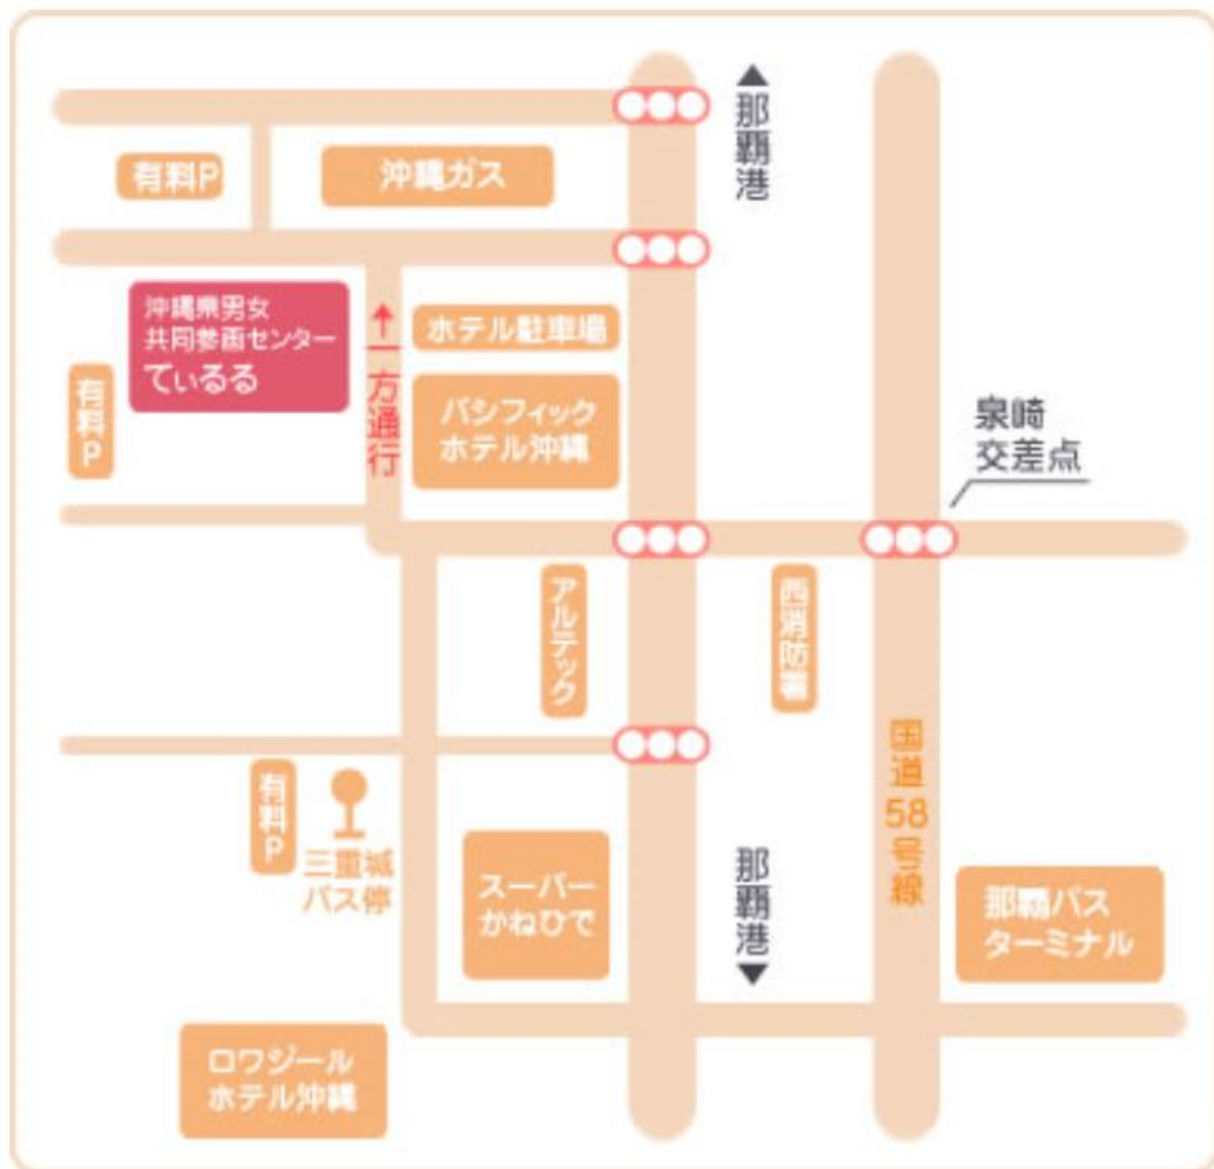 ▲那覇港
有料P
沖縄ガス
沖縄県男女
共同参画センター
てぃるる
↑一方通行
ホテル駐車場
有料P
パシフィック
ホテル沖縄
泉崎
交差点
アルテック
西消防署
国道58号線
有料P
三重城
バス停
スーパー
かねひで
那覇港▼
那覇バス
ターミナル
ロワジール
ホテル沖縄